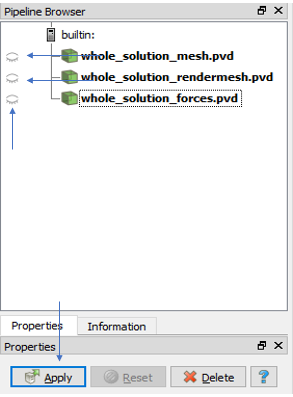 Pipeline Browser
builtin:
whole_solution_mesh.pvd
whole_solution_rendermesh.pvd
whole_solution_forces.pvd
Properties Information
Properties
Apply Reset Delete ?